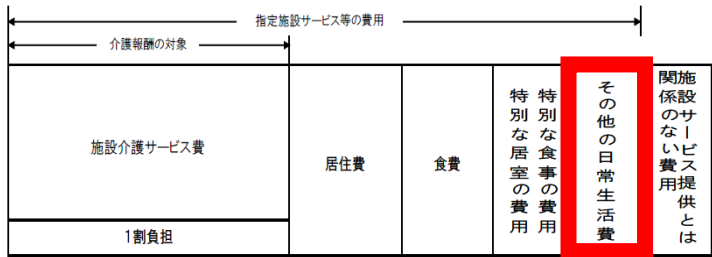 指定施設サービス等の費用
介護報酬の対象
施設介護サービス費
1割負担
居住費
食費
特別な食事の費用
特別な居室の費用
その他の日常生活費
施設サービス提供とは
関係のない費用